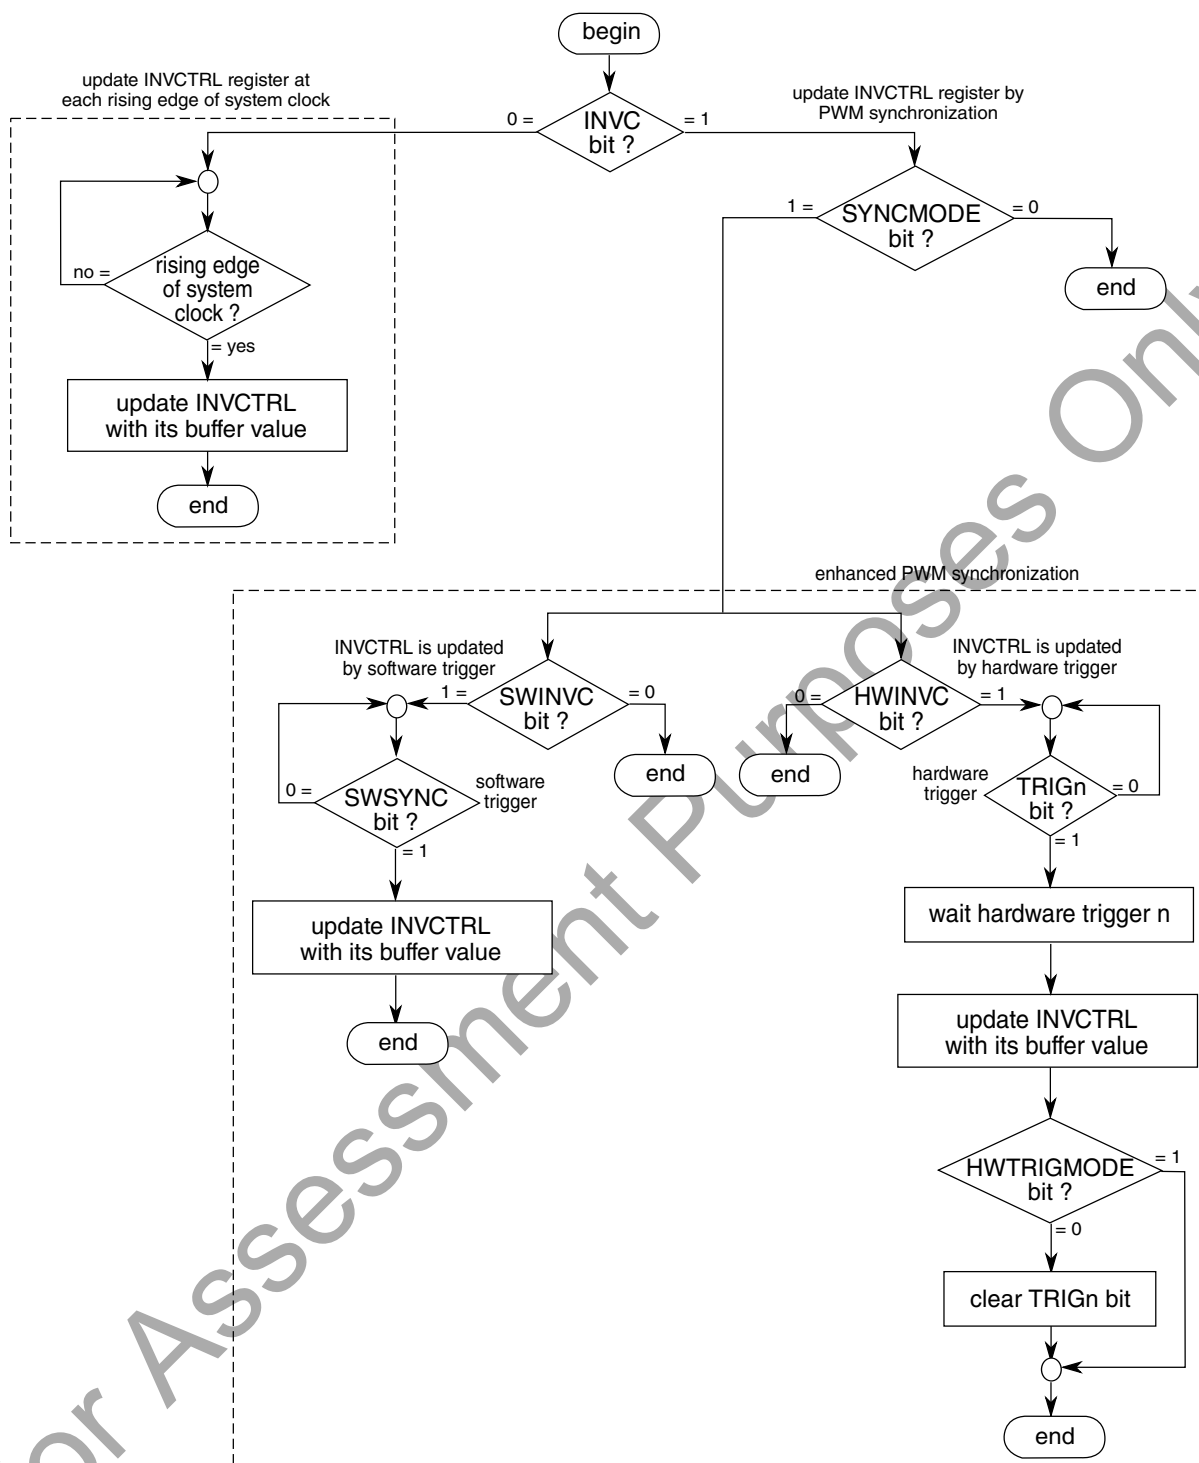 begin
update INVCTRL register at
each rising edge of system clock
0 =
INVC
bit ?
= 1
update INVCTRL register by
PWM synchronization
1 =
SYNCMODE
bit ?
= 0
end
no =
rising edge
of system
clock ?
= yes
update INVCTRL
with its buffer value
end
enhanced PWM synchronization
INVCTRL is updated
by software trigger
1 =
SWINVC
bit ?
= 0
end
0 =
SWSYNC
bit ?
software
trigger
= 1
update INVCTRL
with its buffer value
end
INVCTRL is updated
by hardware trigger
0 =
HWINVC
bit ?
= 1
end
hardware
trigger
TRIGn
bit ?
= 0
= 1
wait hardware trigger n
update INVCTRL
with its buffer value
HWTRIGMODE
bit ?
= 1
= 0
clear TRIGn bit
end
or Assessment Purposes Only